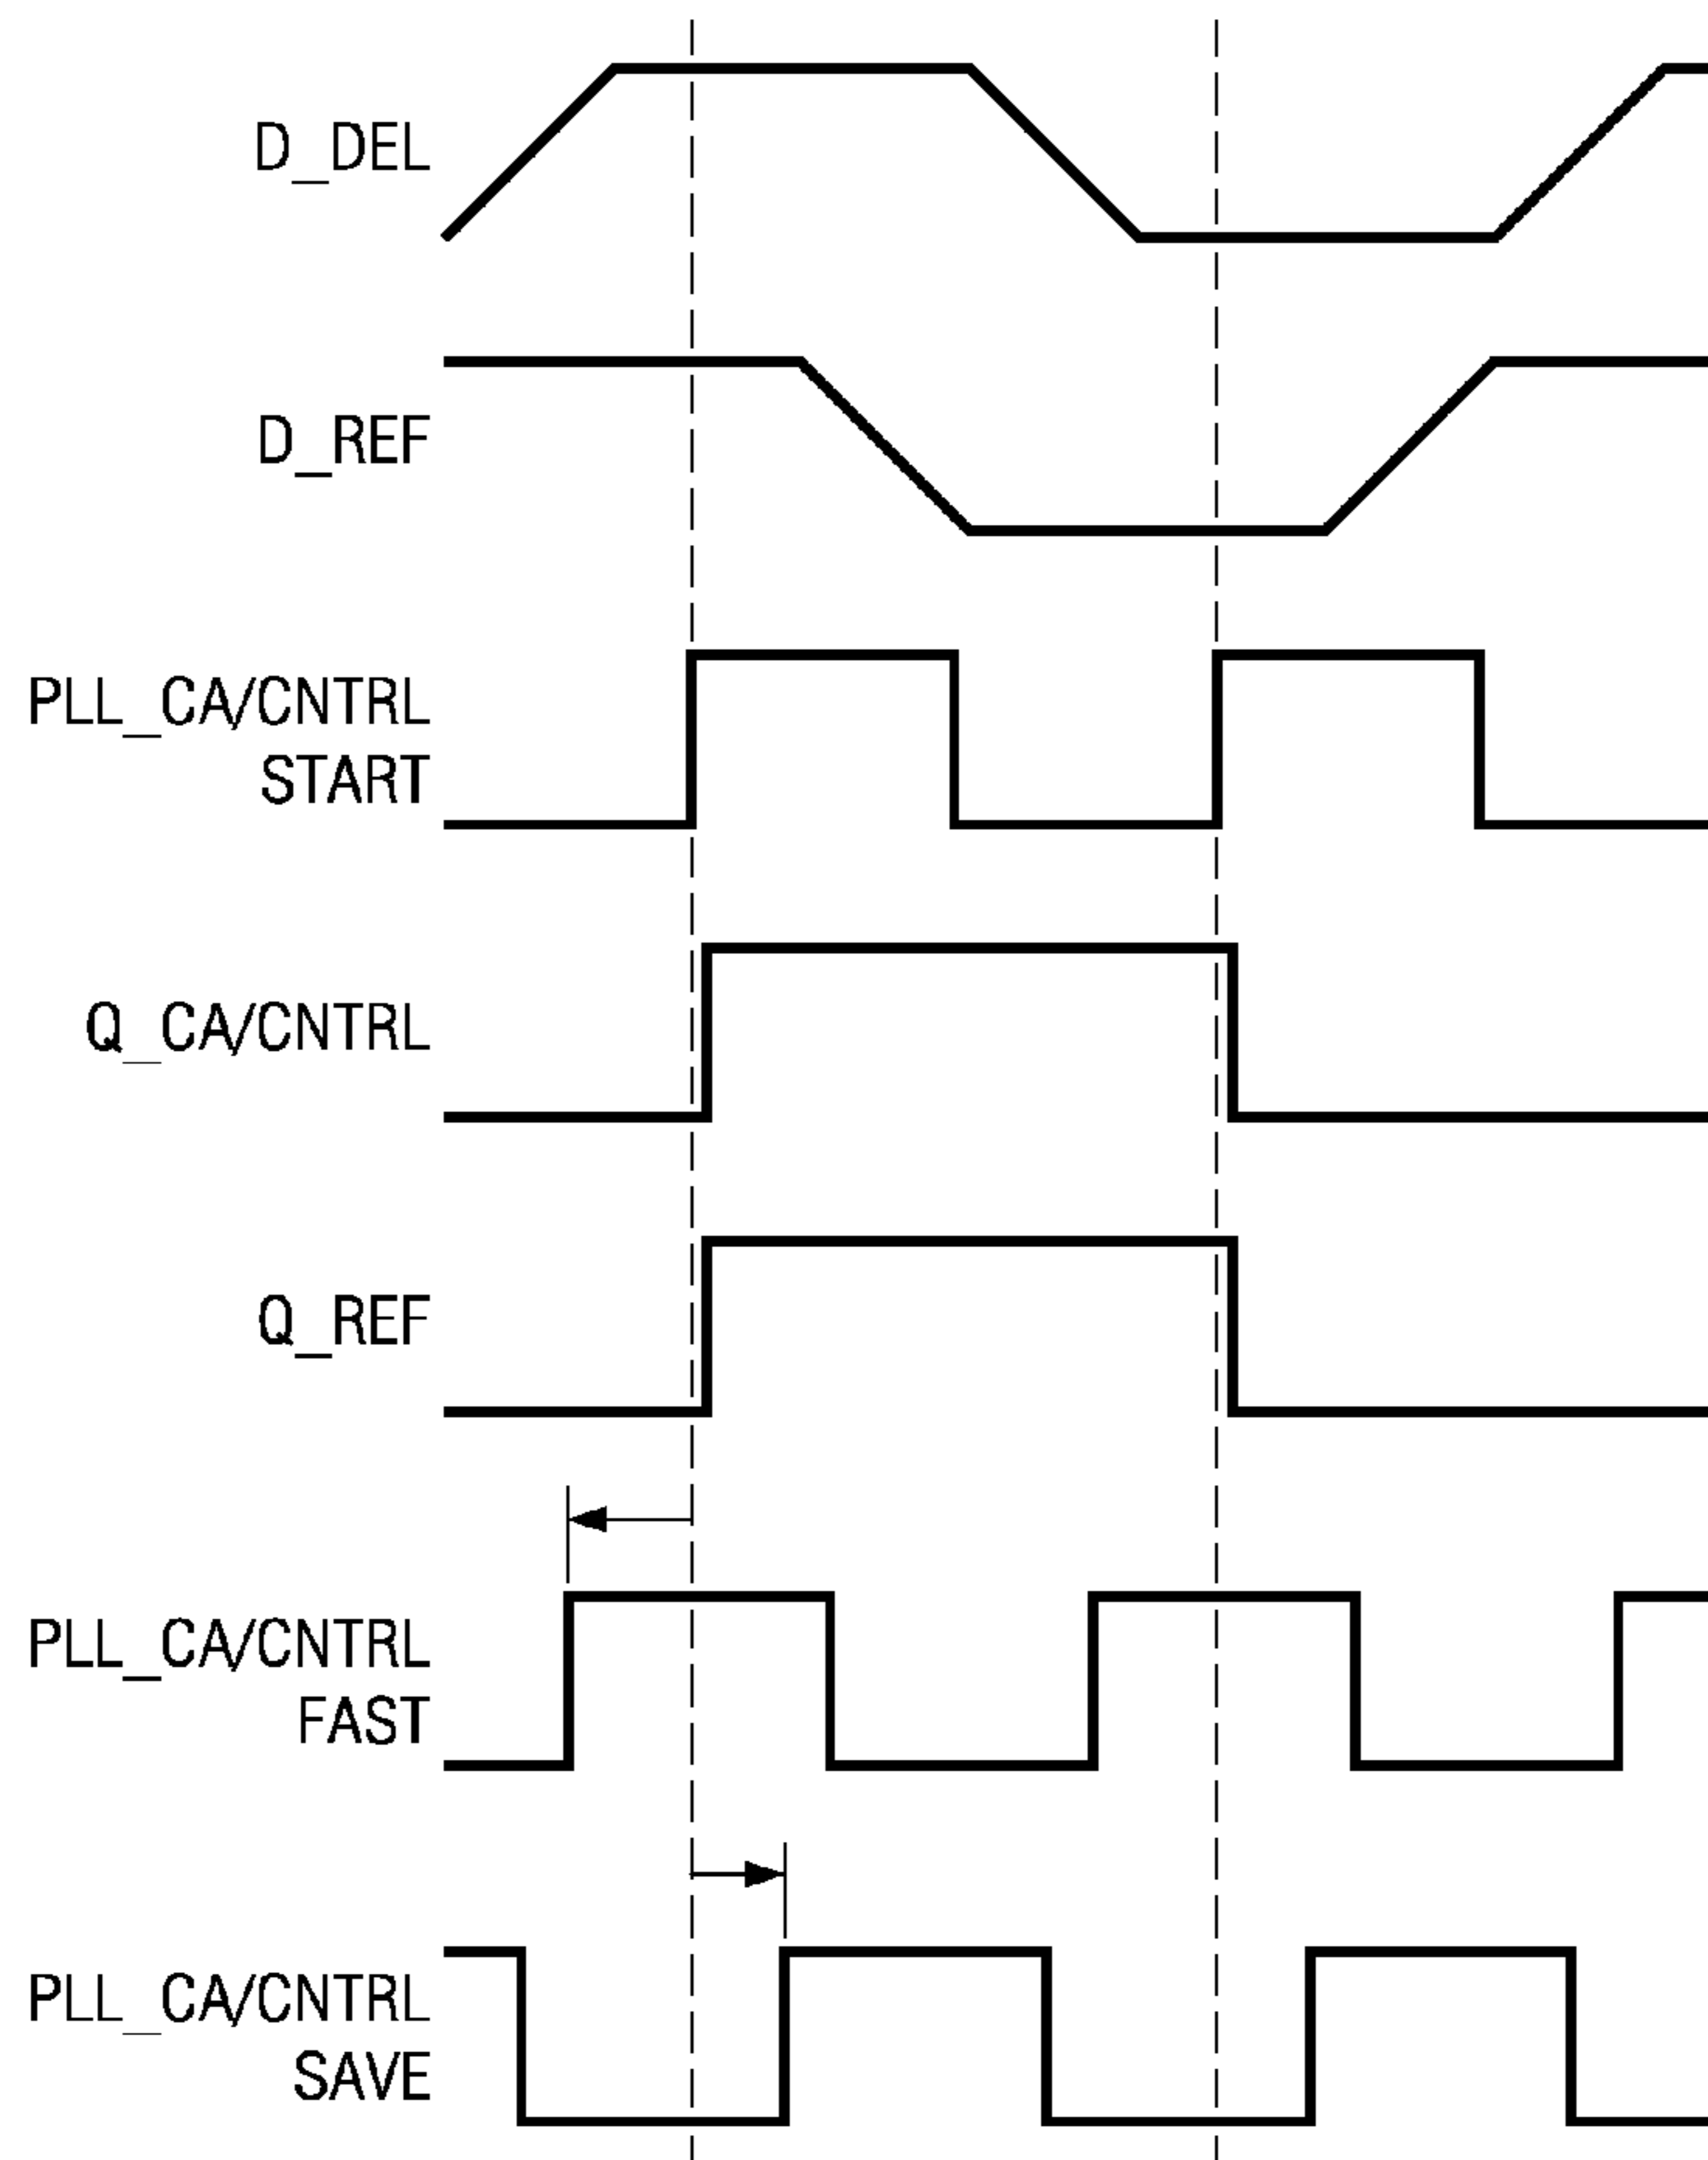 D_DEL
D_REF
PLL_CA/CNTRL
START
Q_CA/CNTRL
Q_REF
PLL_CA/CNTRL
FAST
PLL_CA/CNTRL
SAVE